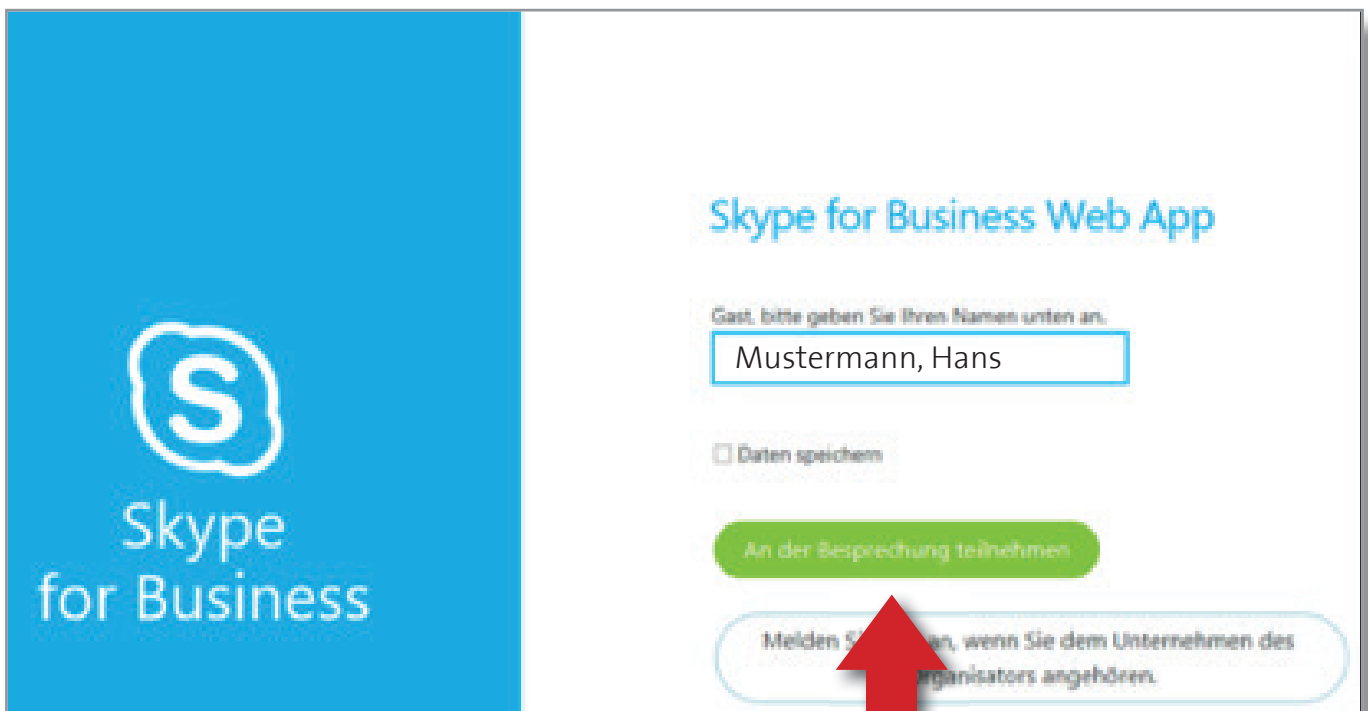 Skype
for Business
Skype for Business Web App
Gast, bitte geben Sie Ihren Namen unten an.
Mustermann, Hans
Daten speichern
An der Besprechung teilnehmen
Melden an, wenn Sie dem Unternehmen des
angehören.